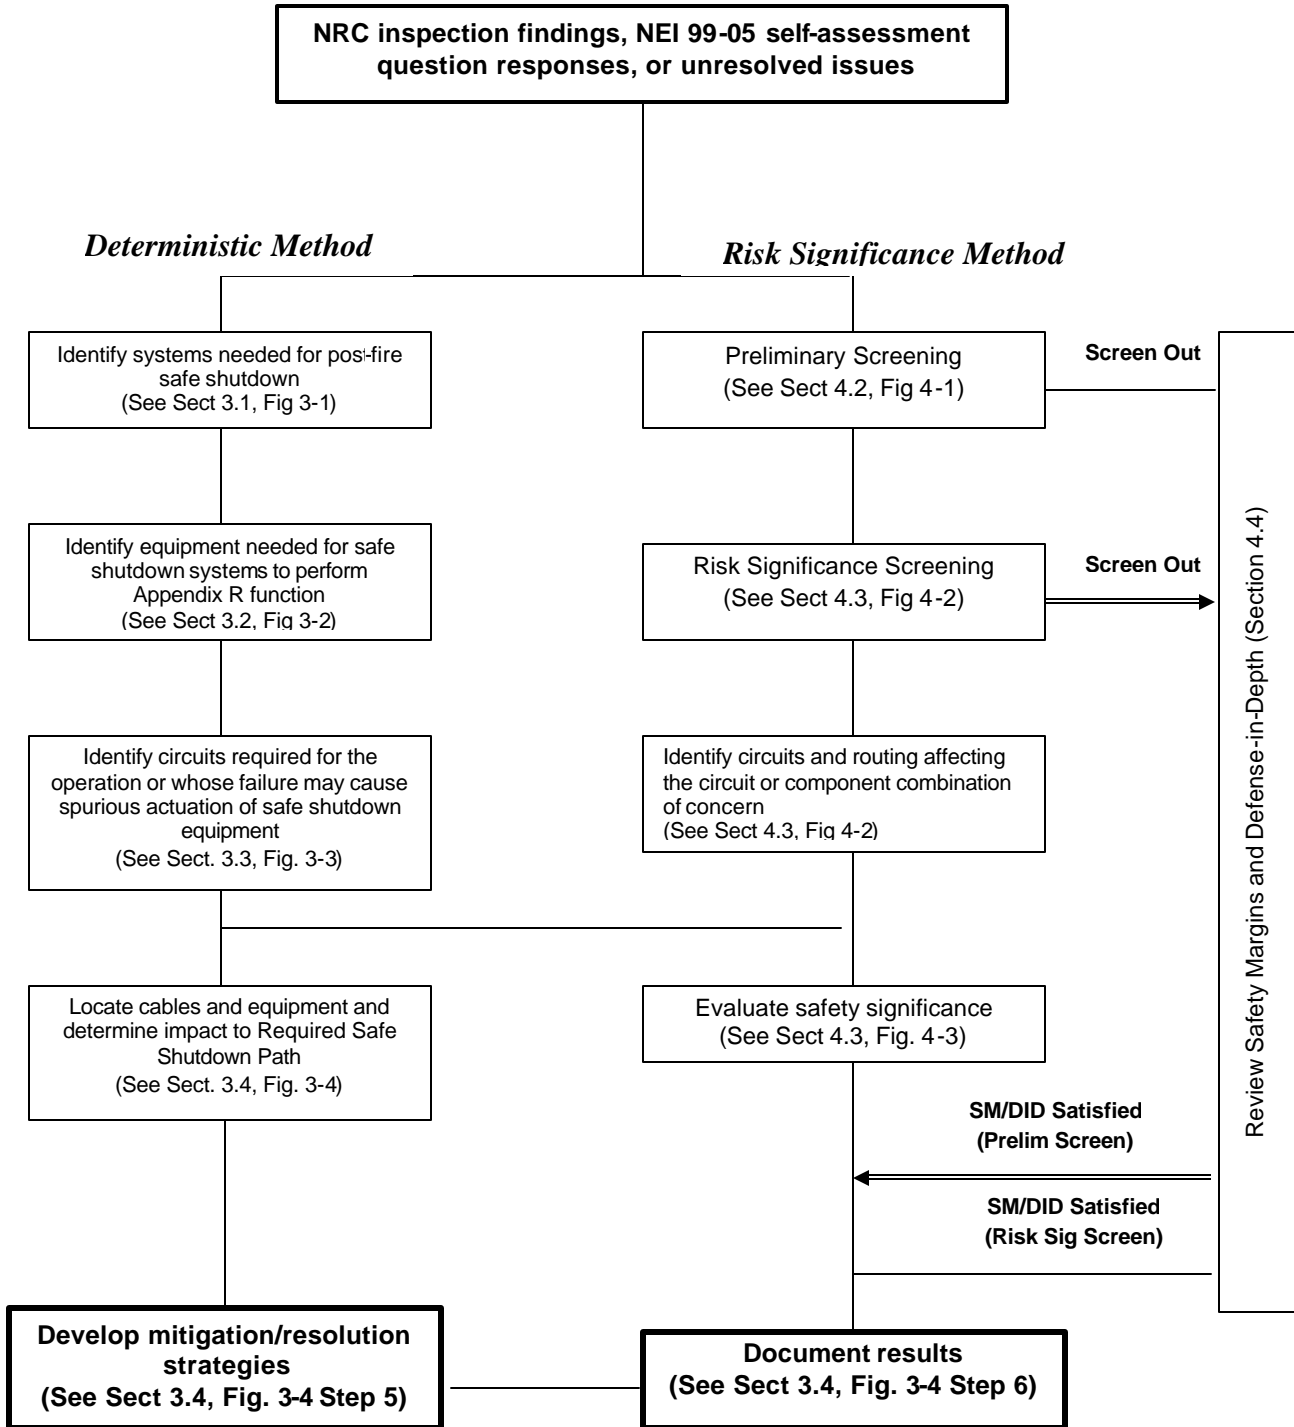 NRC inspection findings, NEI 99-05 self-assessment
question responses, or unresolved issues
Deterministic Method
Risk Significance Method
Identify systems needed for post-fire
safe shutdown
(See Sect 3.1, Fig 3-1)
Preliminary Screening
(See Sect 4.2, Fig 4-1)
Screen Out
Identify equipment needed for safe
shutdown systems to perform
Appendix R function
(See Sect 3.2, Fig 3-2)
Risk Significance Screening
(See Sect 4.3, Fig 4-2)
Screen Out
Review Safety Margins and Defense-in-Depth (Section 4.4)
Identify circuits required for the
operation or whose failure may cause
spurious actuation of safe shutdown
equipment
(See Sect. 3.3, Fig. 3-3)
Identify circuits and routing affecting
the circuit or component combination
of concern
(See Sect 4.3, Fig 4-2)
Locate cables and equipment and
determine impact to Required Safe
Shutdown Path
(See Sect. 3.4, Fig. 3-4)
Evaluate safety significance
(See Sect 4.3, Fig. 4-3)
SM/DID Satisfied
(Prelim Screen)
SM/DID Satisfied
(Risk Sig Screen)
Develop mitigation/resolution
strategies
(See Sect 3.4, Fig. 3-4 Step 5)
Document results
(See Sect 3.4, Fig. 3-4 Step 6)